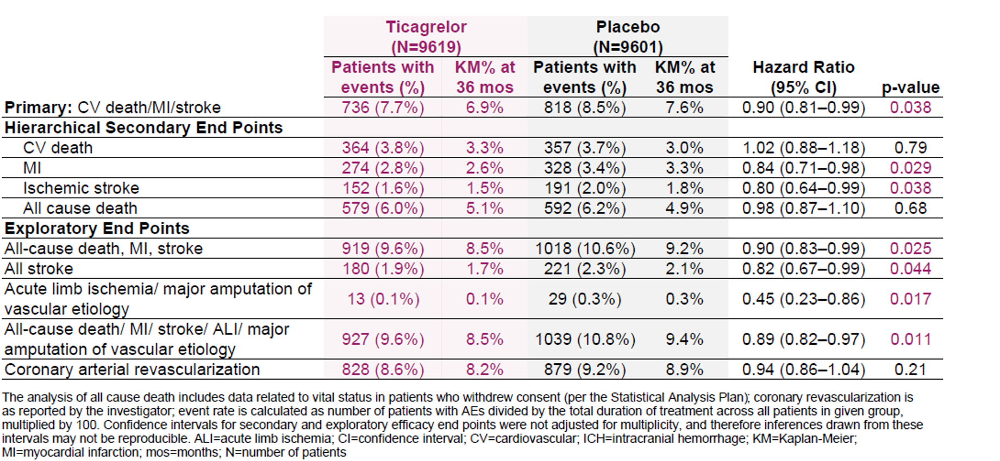 Ticagrelor Placebo
(N=9619) (N=9601)
Patients with KM% at Patients with KM% at Hazard Ratio
events (%) 36 mos events (%) 36 mos (95% CI) p-value
Primary: CV death/MI/stroke 736 (7.7%) 6.9% 818 (8.5%) 7.6% 0.90 (0.81–0.99) 0.038
Hierarchical Secondary End Points
CV death 364 (3.8%) 3.3% 357 (3.7%) 3.0% 1.02 (0.88–1.18) 0.79
MI 274 (2.8%) 2.6% 328 (3.4%) 3.3% 0.84 (0.71–0.98) 0.029
Ischemic stroke 152 (1.6%) 1.5% 191 (2.0%) 1.8% 0.80 (0.64–0.99) 0.038
All cause death 579 (6.0%) 5.1% 592 (6.2%) 4.9% 0.98 (0.87–1.10) 0.68
Exploratory End Points
All-cause death, MI, stroke 919 (9.6%) 8.5% 1018 (10.6%) 9.2% 0.90 (0.83–0.99) 0.025
All stroke 180 (1.9%) 1.7% 221 (2.3%) 2.1% 0.82 (0.67–0.99) 0.044
Acute limb ischemia/ major amputation of
vascular etiology 13 (0.1%) 0.1% 29 (0.3%) 0.3% 0.45 (0.23–0.86) 0.017
All-cause death/ MI/ stroke/ ALI/ major
amputation of vascular etiology 927 (9.6%) 8.5% 1039 (10.8%) 9.4% 0.89 (0.82–0.97) 0.011
Coronary arterial revascularization 828 (8.6%) 8.2% 879 (9.2%) 8.9% 0.94 (0.86–1.04) 0.21
The analysis of all cause death includes data related to vital status in patients who withdrew consent (per the Statistical Analysis Plan); coronary revascularization is
as reported by the investigator; event rate is calculated as number of patients with AEs divided by the total duration of treatment across all patients in given group,
multiplied by 100. Confidence intervals for secondary and exploratory efficacy end points were not adjusted for multiplicity, and therefore inferences drawn from these
intervals may not be reproducible. ALI=acute limb ischemia; CI=confidence interval; CV=cardiovascular; ICH=intracranial hemorrhage; KM=Kaplan-Meier;
MI=myocardial infarction; mos=months; N=number of patients